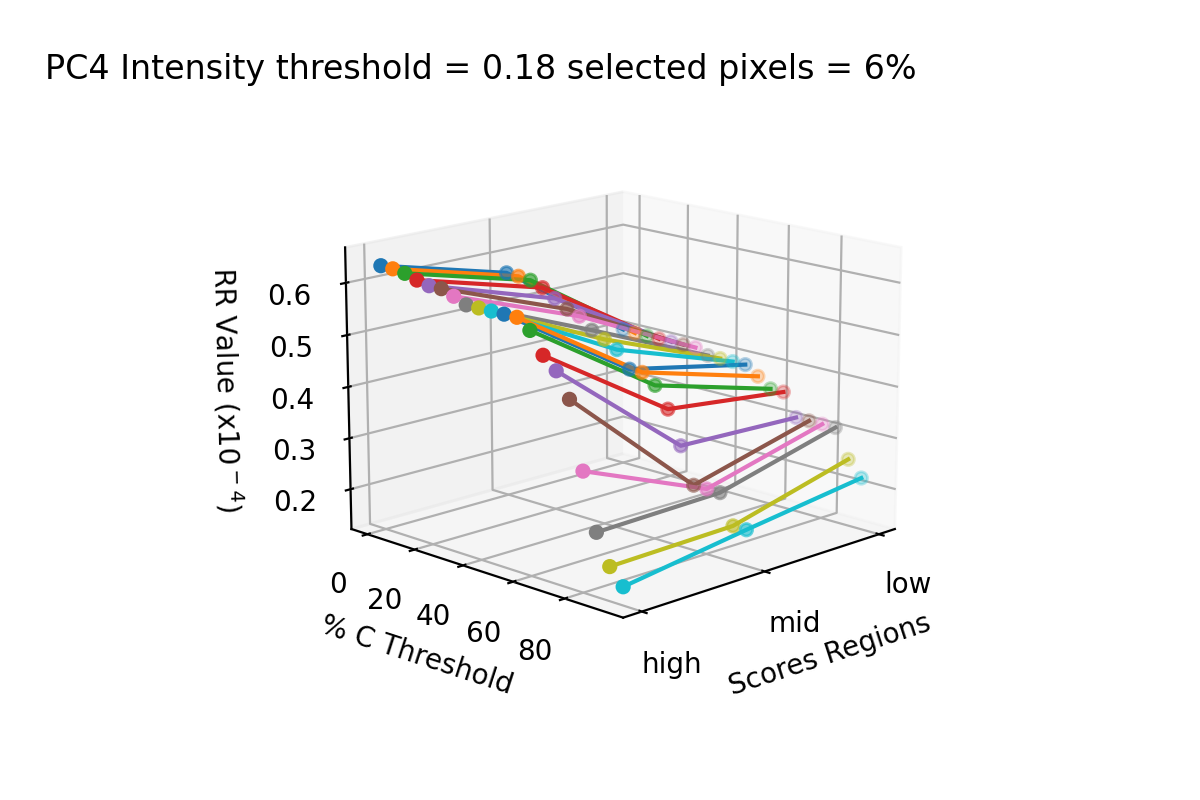 PC4 Intensity threshold = 0.18 selected pixels = 6%
RR Value (x10⁻⁴)
0.6
0.5
0.4
0.3
0.2
0
20
40
60
80
% C Threshold
high
mid
low
Scores Regions